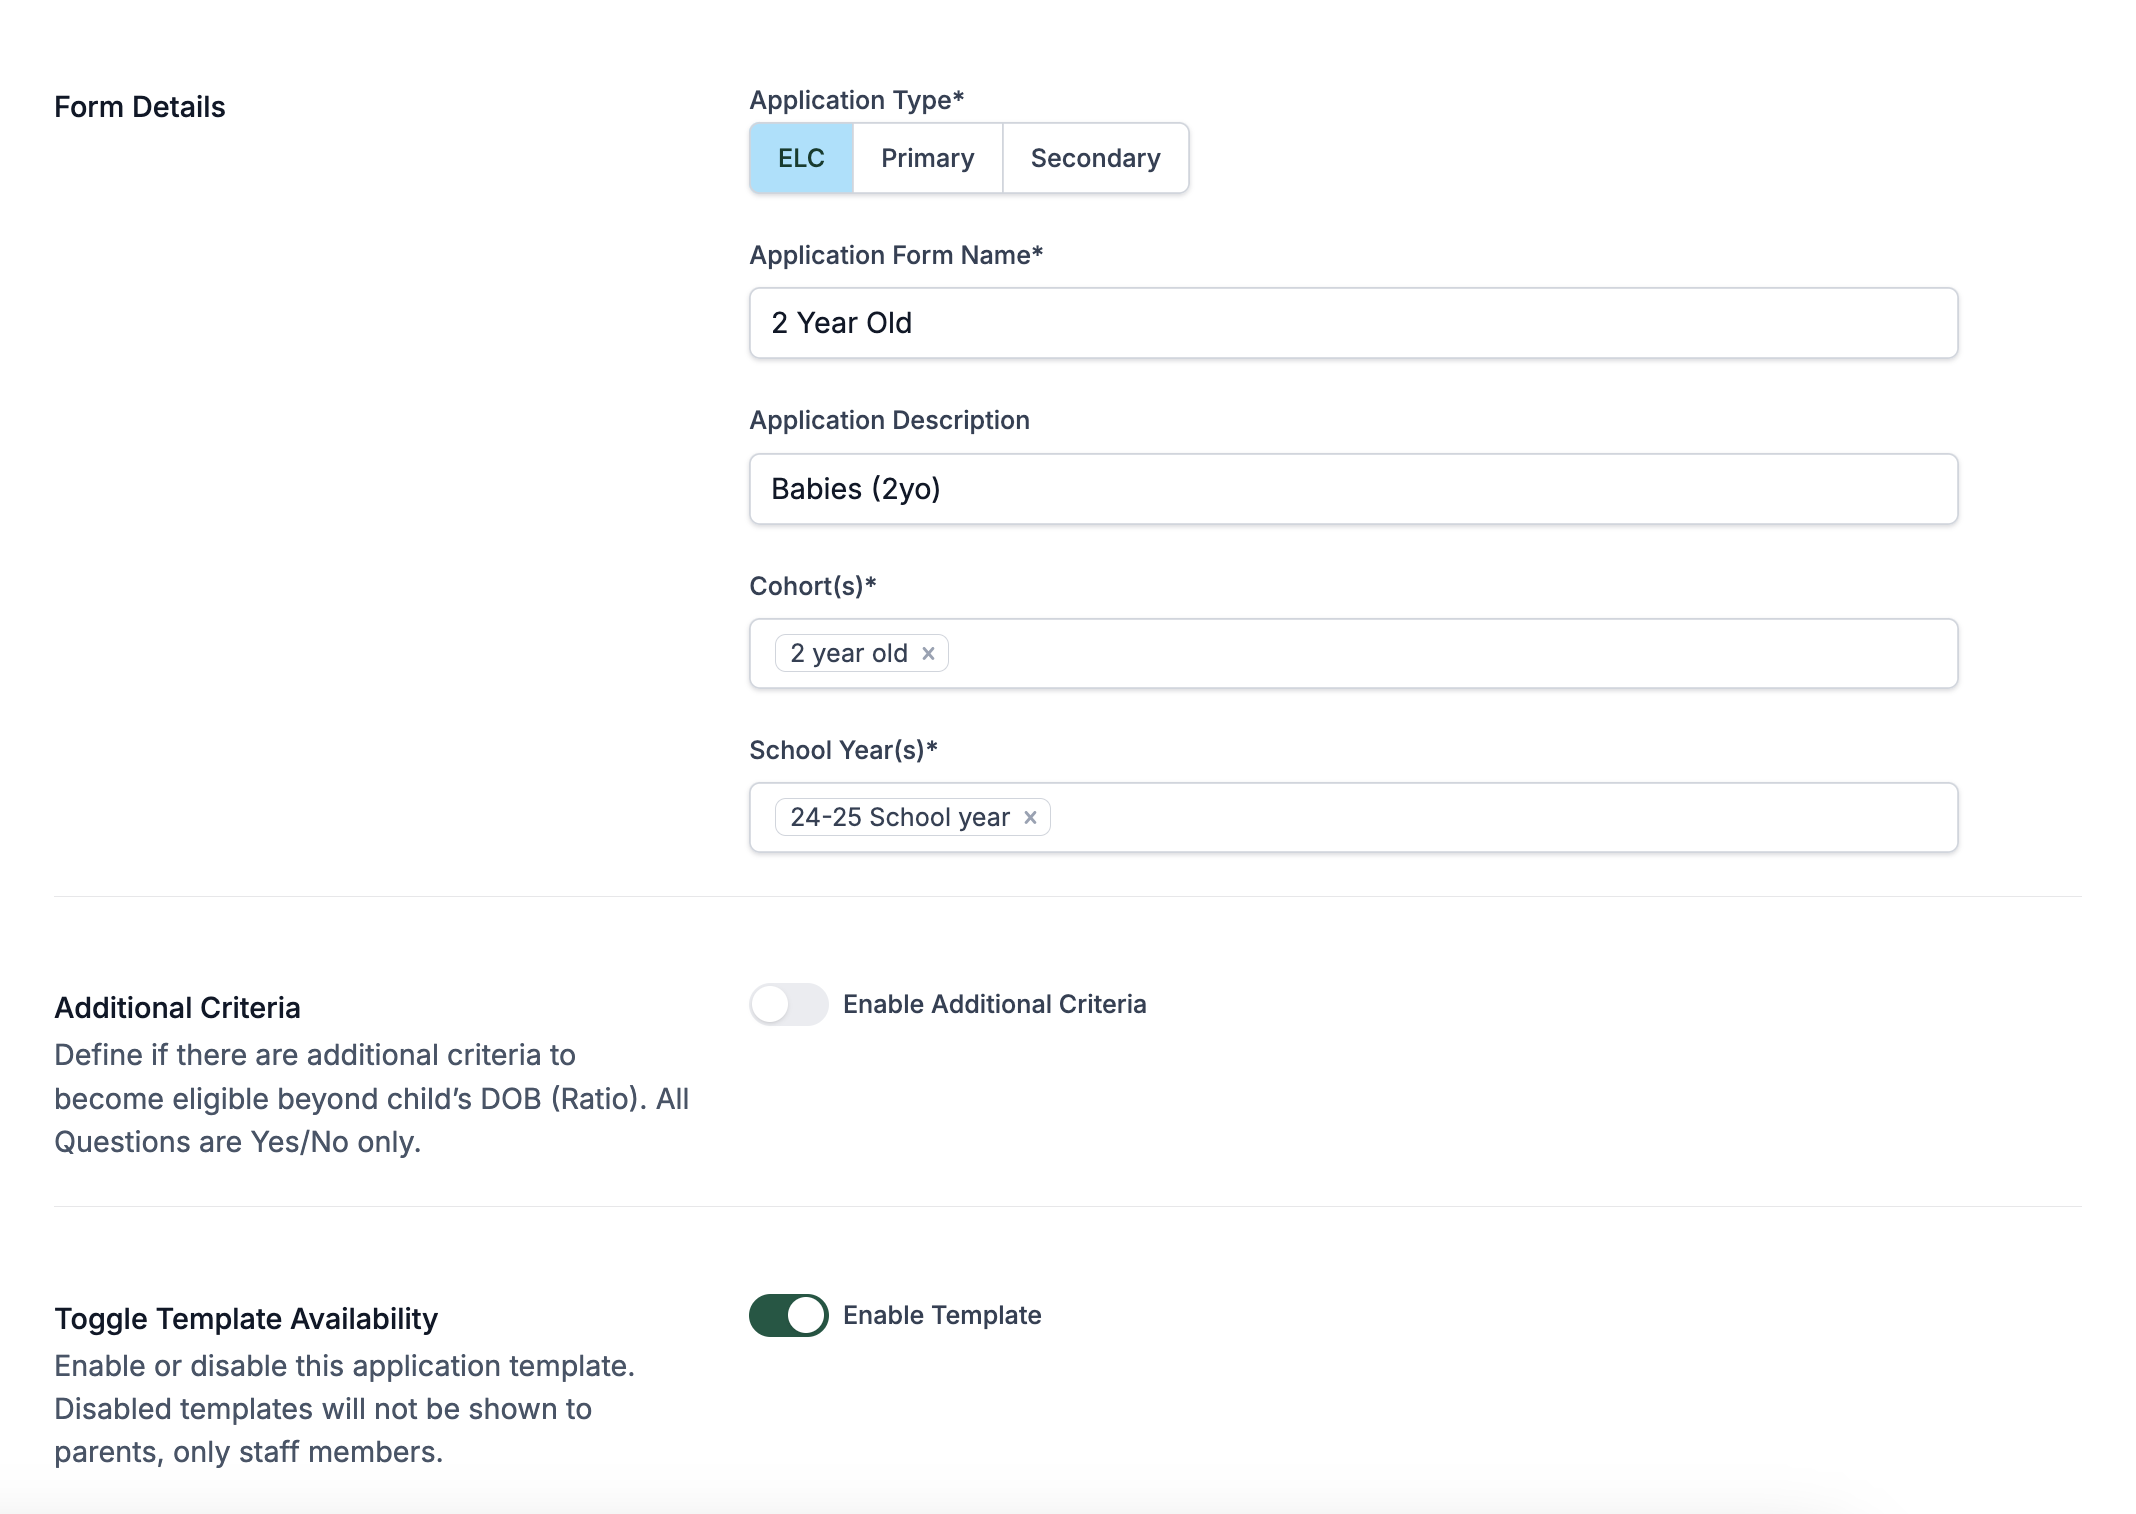 Form Details
Application Type*
ELC
Primary
Secondary
Application Form Name*
2 Year Old
Application Description
Babies (2yo)
Cohort(s)*
2 year old ×
School Year(s)*
24-25 School year ×
Additional Criteria
Define if there are additional criteria to
become eligible beyond child’s DOB (Ratio). All
Questions are Yes/No only.
Enable Additional Criteria
Toggle Template Availability
Enable or disable this application template.
Disabled templates will not be shown to
parents, only staff members.
Enable Template